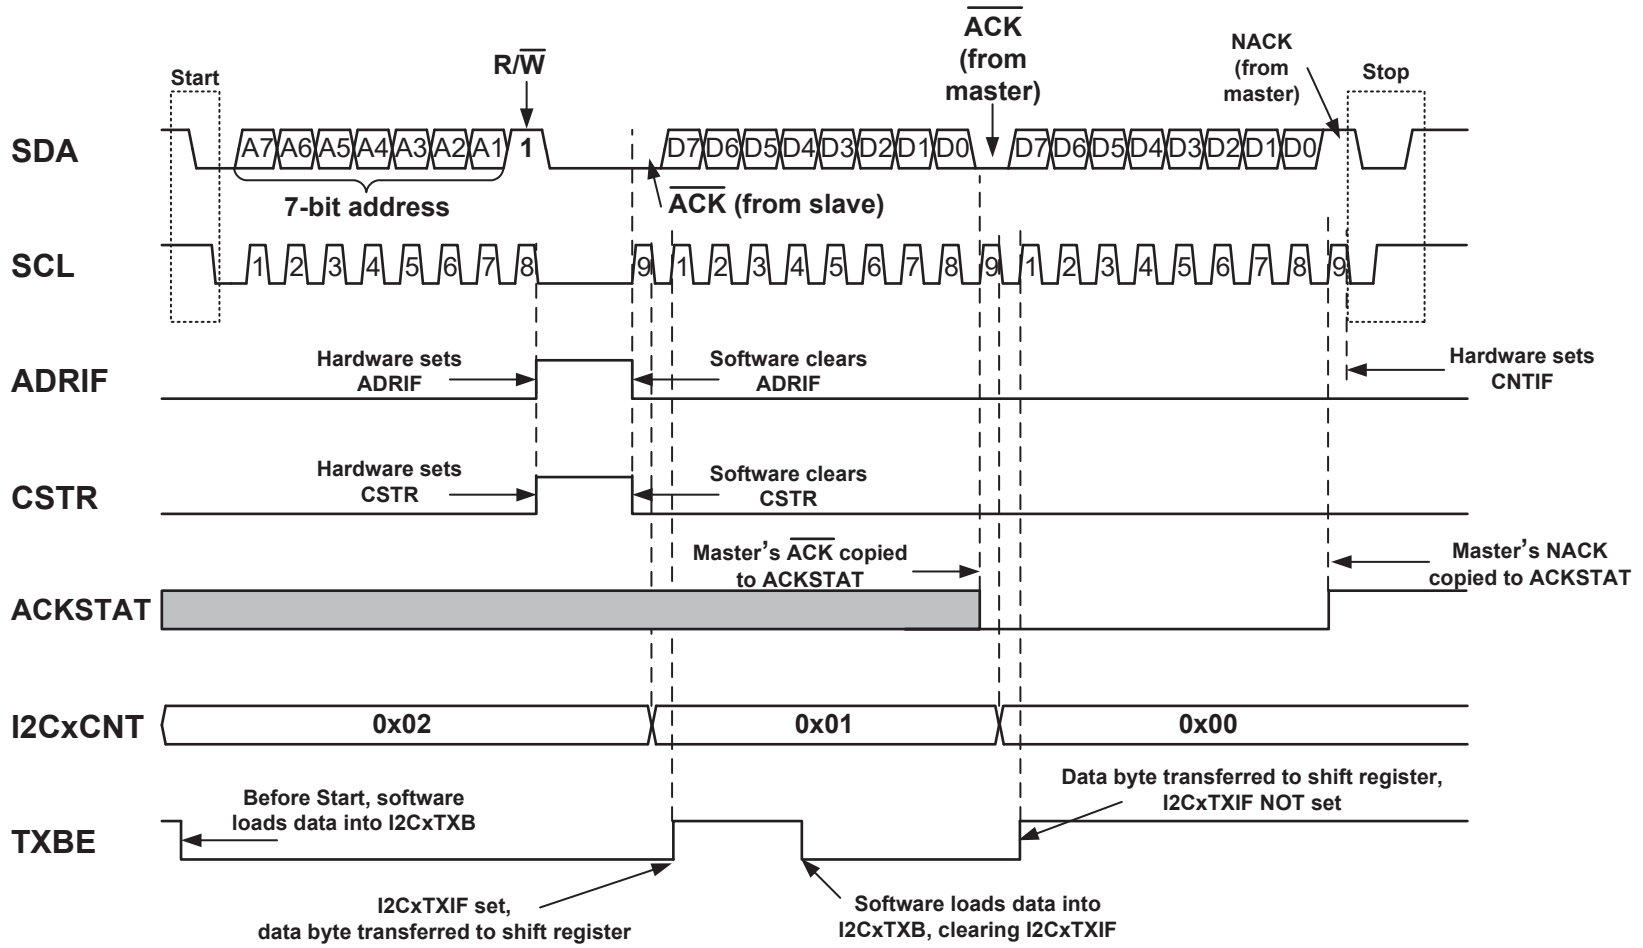 ACK
(from
master)
NACK
(from
master)
Start
R/W
Stop
SDA
A7 A6 A5 A4 A3 A2 A1 1 D7 D6 D5 D4 D3 D2 D1 D0 D7 D6 D5 D4 D3 D2 D1 D0
7-bit address
ACK (from slave)
SCL
1 2 3 4 5 6 7 8 9 1 2 3 4 5 6 7 8 9 1 2 3 4 5 6 7 8 9
ADRIF
Hardware sets
ADRIF
Software clears
ADRIF
Hardware sets
CNTIF
CSTR
Hardware sets
CSTR
Software clears
CSTR
ACKSTAT
Master's ACK copied
to ACKSTAT
Master's NACK
copied to ACKSTAT
I2CxCNT
0x02
0x01
0x00
TXBE
Before Start, software
loads data into I2CxTXB
Data byte transferred to shift register,
I2CxTXIF NOT set
I2CxTXIF set,
data byte transferred to shift register
Software loads data into
I2CxTXB, clearing I2CxTXIF